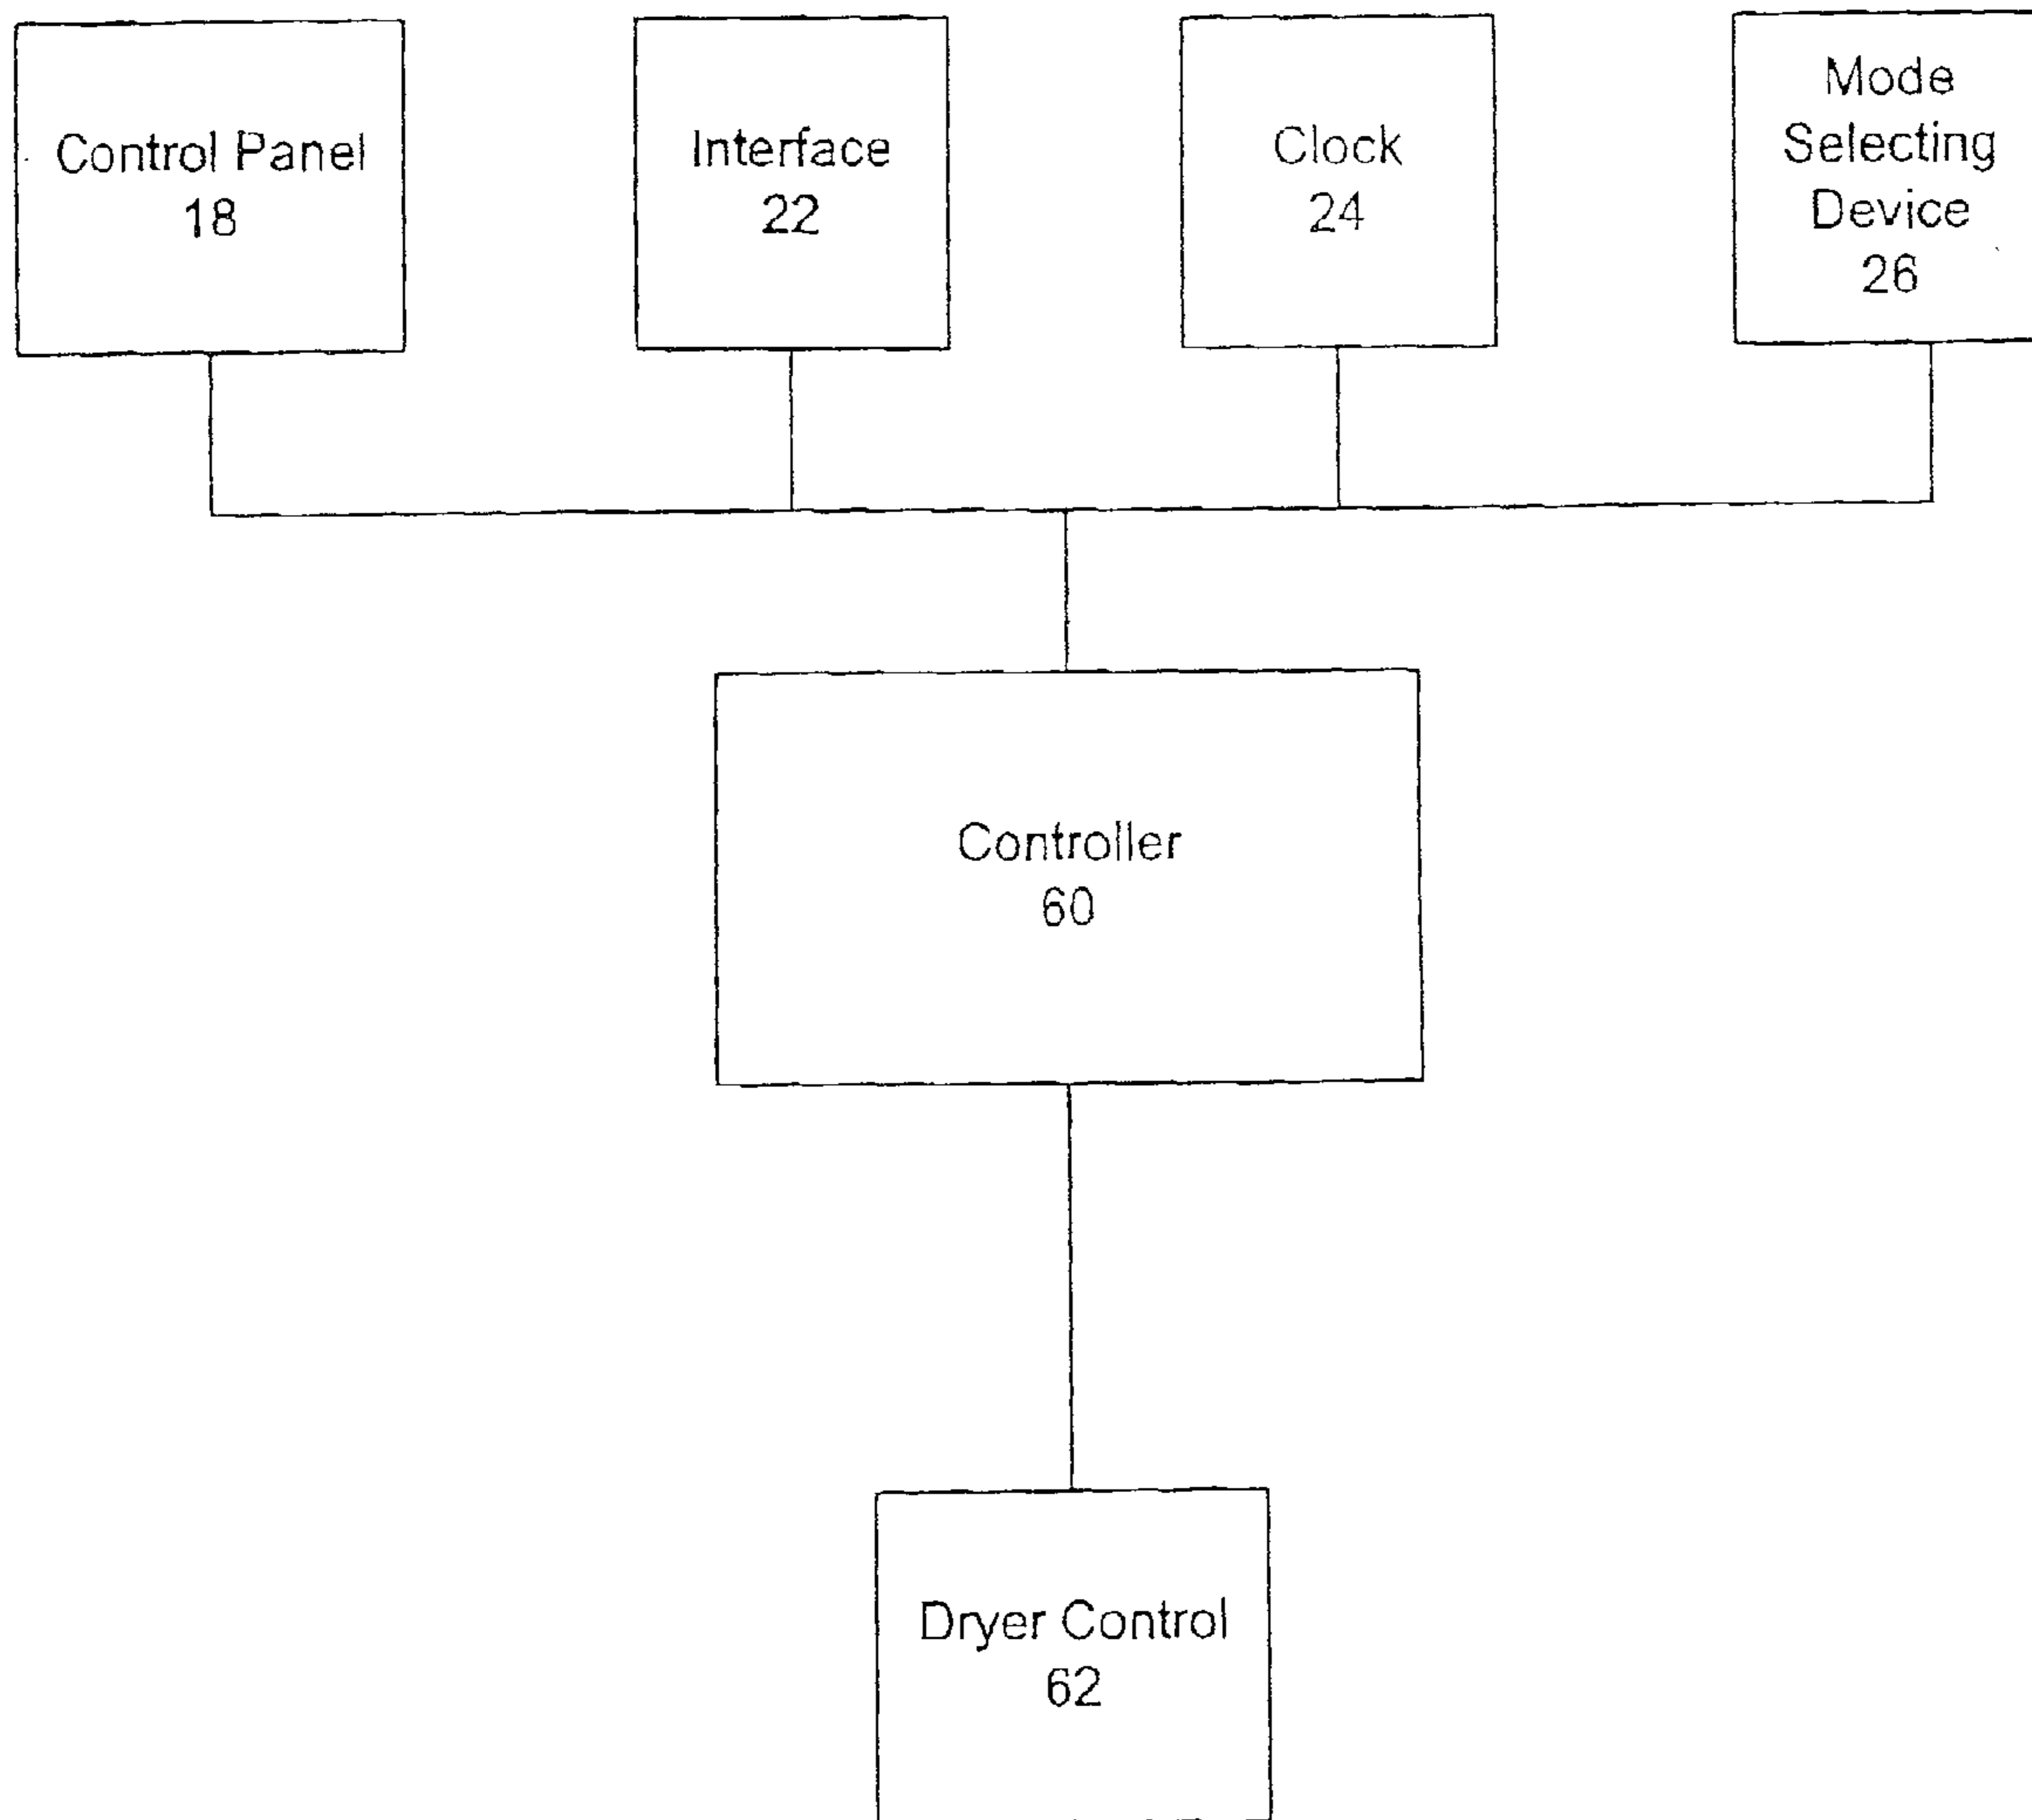 Control Panel
18
Interface
22
Clock
24
Mode
Selecting
Device
26
Controller
60
Dryer Control
62